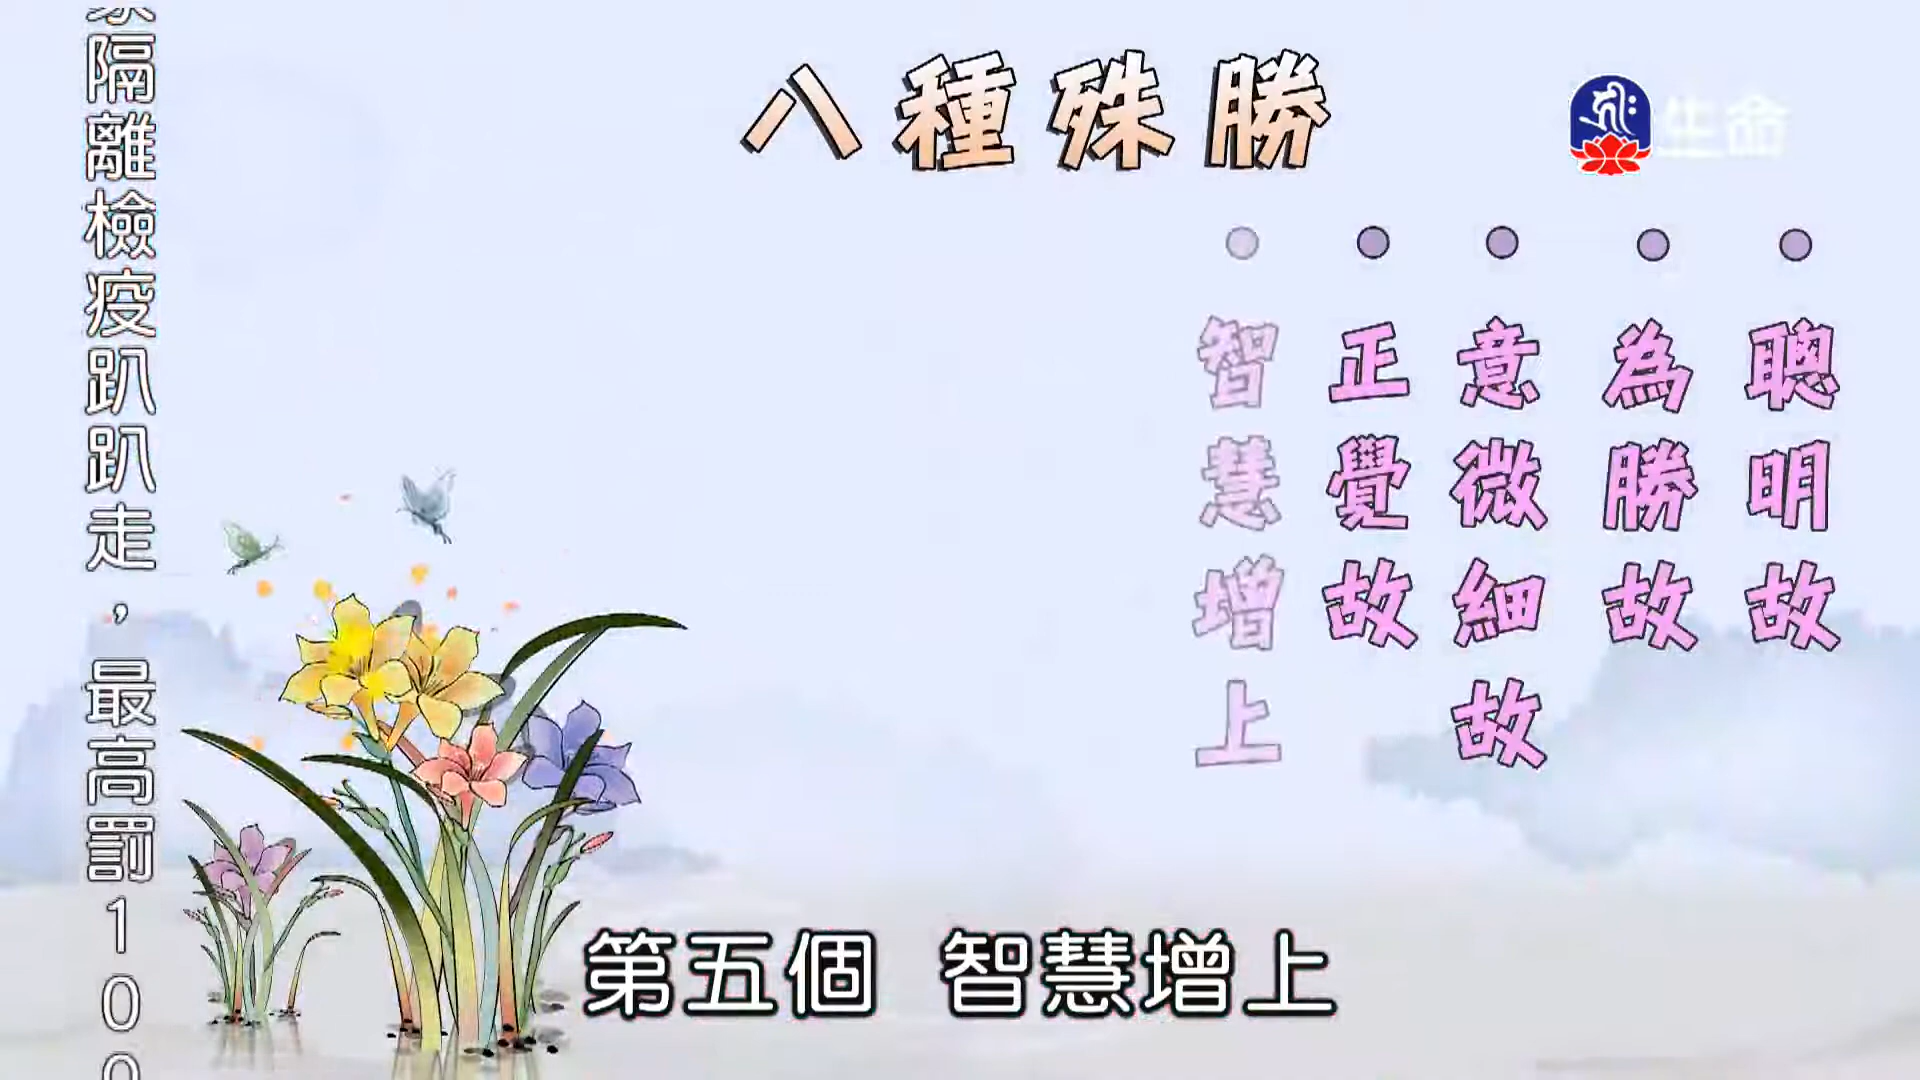 八種殊勝
生命
聰明故
為勝故
意微細故
正覺故
智慧增上
隔離檢疫趴趴走，最高罰100
第五個 智慧增上